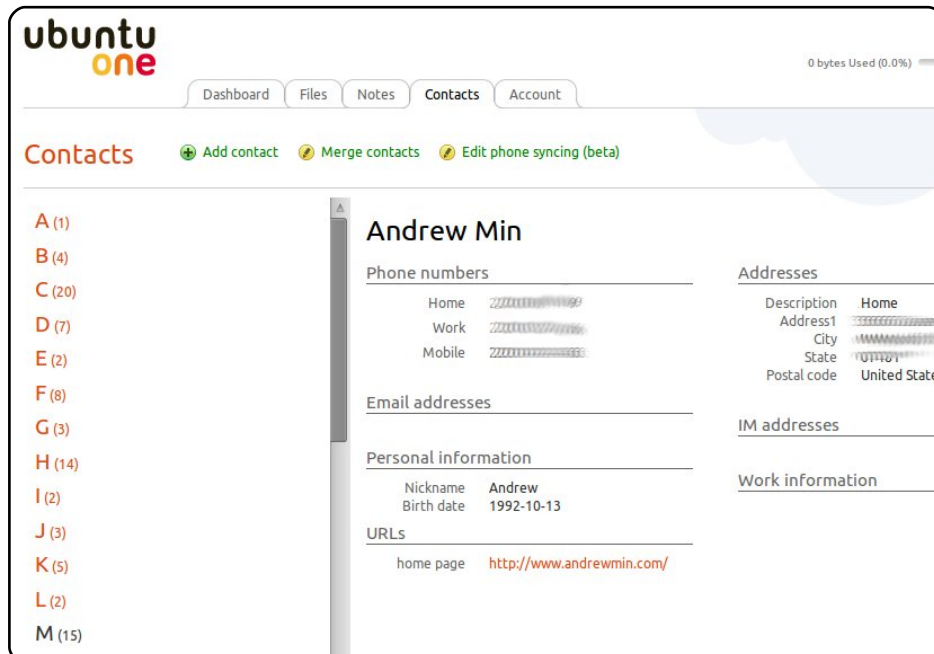 ubuntu
one
0 bytes Used (0.0%)
Dashboard
Files
Notes
Contacts
Account
Contacts
Add contact
Merge contacts
Edit phone syncing (beta)
A (1)
B (4)
C (20)
D (7)
E (2)
F (8)
G (3)
H (14)
I (2)
J (3)
K (5)
L (2)
M (15)
Andrew Min
Phone numbers
Home
Work
Mobile
Email addresses
Personal information
Nickname Andrew
Birth date 1992-10-13
URLs
home page http://www.andrewmin.com/
Addresses
Description Home
Address1
City
State
Postal code United State
IM addresses
Work information